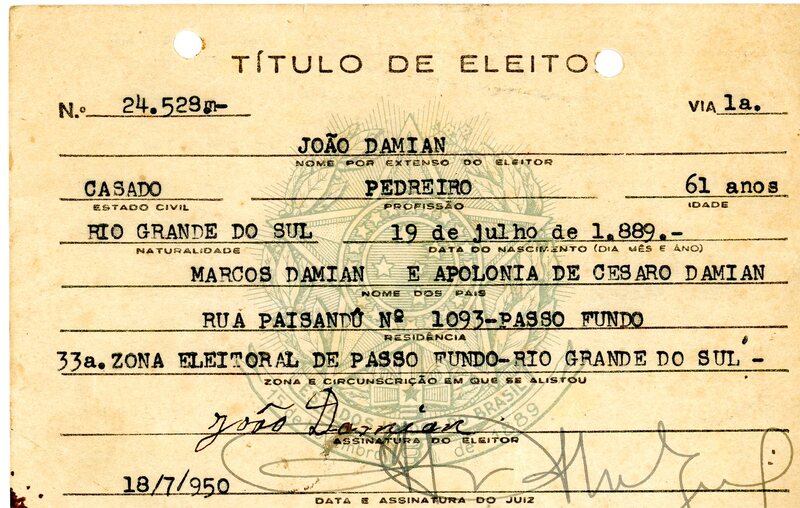 TÍTULO DE ELEITO
N.º 24.528m- VIA 1a.
JOÃO DAMIAN
NOME POR EXTENSO DO ELEITOR
CASADO PEDREIRO 61 anos
ESTADO CIVIL PROFISSÃO IDADE
RIO GRANDE DO SUL 19 de julho de 1.889.-
NATURALIDADE DATA DO NASCIMENTO (DIA MÊS E ANO)
MARCOS DAMIAN E APOLONIA DE CESARO DAMIAN
NOME DOS PAIS
RUA PAISANDÚ Nº 1093-PASSO FUNDO
RESIDÊNCIA
33a. ZONA ELEITORAL DE PASSO FUNDO-RIO GRANDE DO SUL -
ZONA E CIRCUNSCRIÇÃO EM QUE SE ALISTOU
João Damian
ASSINATURA DO ELEITOR
18/7/950
DATA E ASSINATURA DO JUIZ